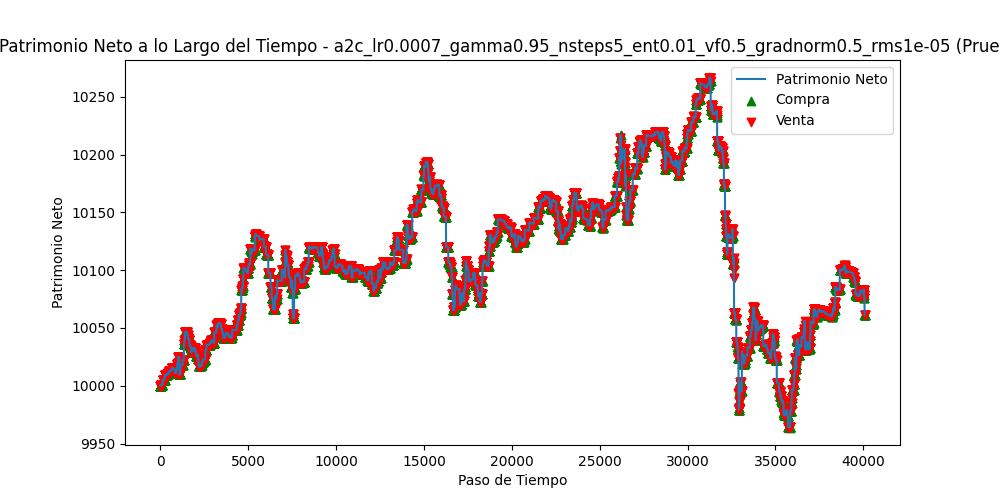 Patrimonio Neto a lo Largo del Tiempo - a2c_lr0.0007_gamma0.95_nsteps5_ent0.01_vf0.5_gradnorm0.5_rms1e-05 (Prue
Patrimonio Neto
Compra
Venta
10250
10200
10150
10100
10050
10000
9950
Patrimonio Neto
0 5000 10000 15000 20000 25000 30000 35000 40000
Paso de Tiempo